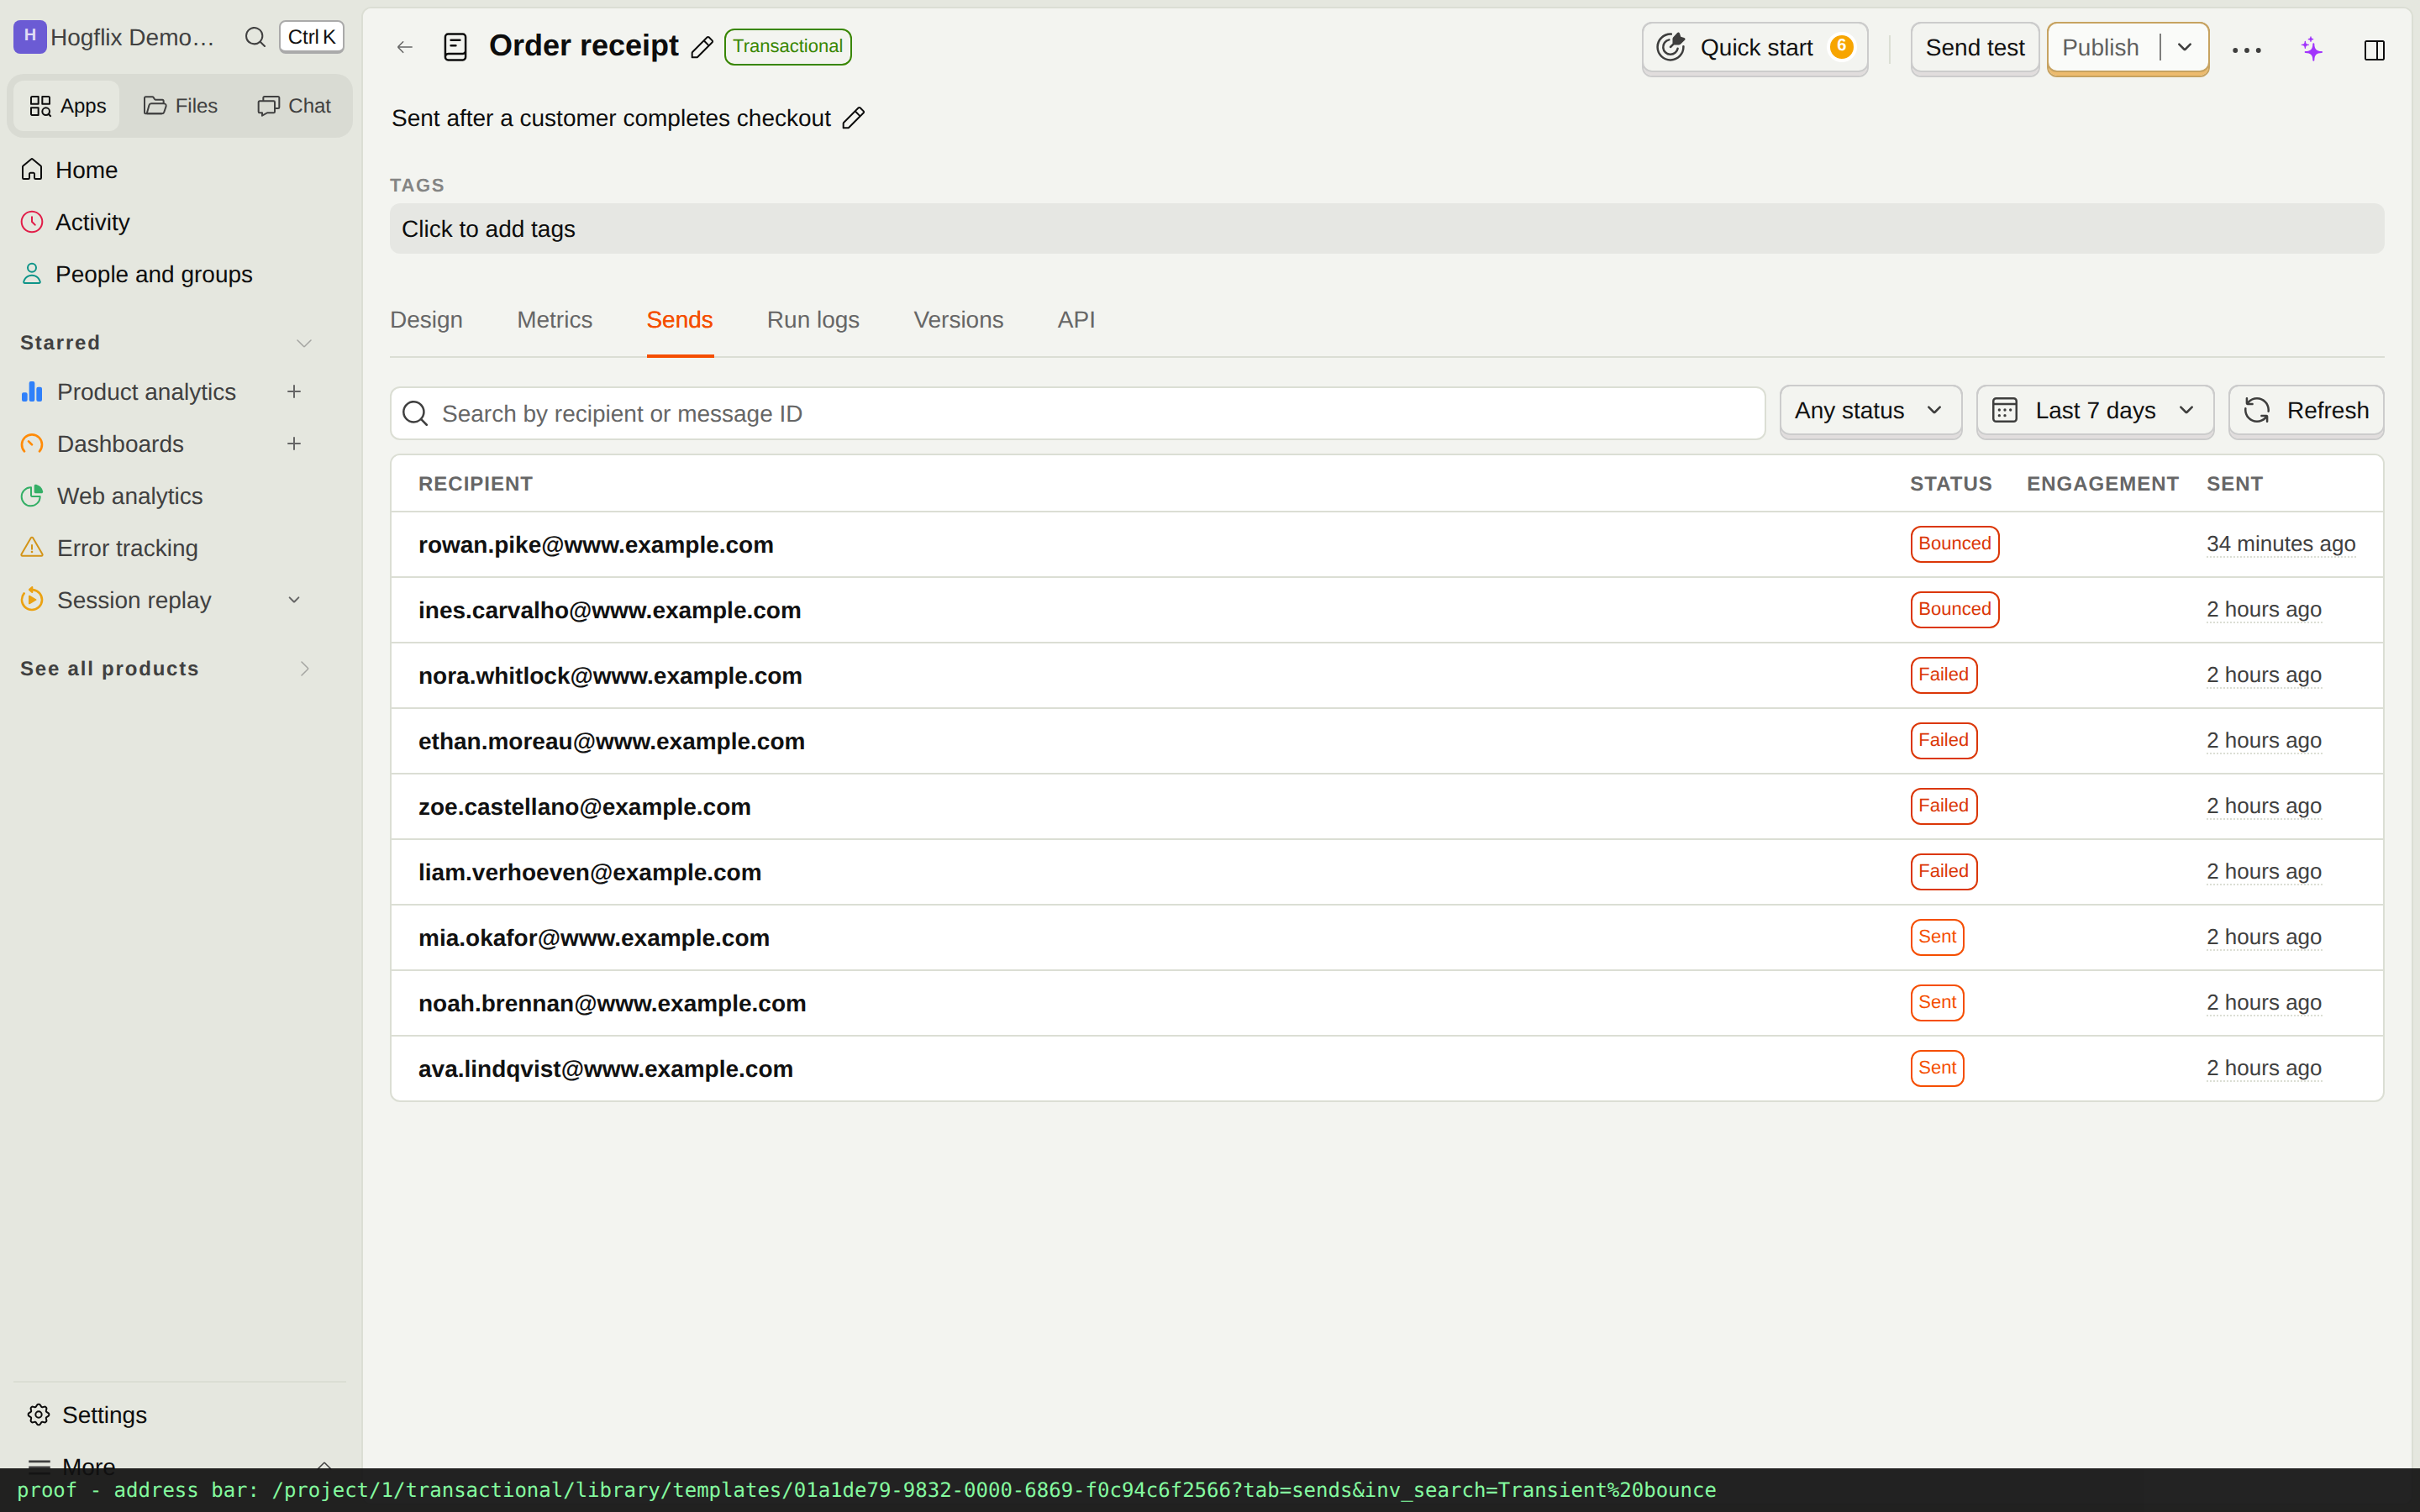 H Hogflix Demo… Ctrl K
Apps Files Chat
Home
Activity
People and groups
Starred
Product analytics
Dashboards
Web analytics
Error tracking
Session replay
See all products
Settings
More
Order receipt Transactional
Quick start 6 Send test Publish
Sent after a customer completes checkout
TAGS
Click to add tags
Design Metrics Sends Run logs Versions API
Search by recipient or message ID Any status Last 7 days Refresh
RECIPIENT STATUS ENGAGEMENT SENT
rowan.pike@www.example.com Bounced 34 minutes ago
ines.carvalho@www.example.com Bounced 2 hours ago
nora.whitlock@www.example.com Failed 2 hours ago
ethan.moreau@www.example.com Failed 2 hours ago
zoe.castellano@example.com Failed 2 hours ago
liam.verhoeven@example.com Failed 2 hours ago
mia.okafor@www.example.com Sent 2 hours ago
noah.brennan@www.example.com Sent 2 hours ago
ava.lindqvist@www.example.com Sent 2 hours ago
proof - address bar: /project/1/transactional/library/templates/01a1de79-9832-0000-6869-f0c94c6f2566?tab=sends&inv_search=Transient%20bounce